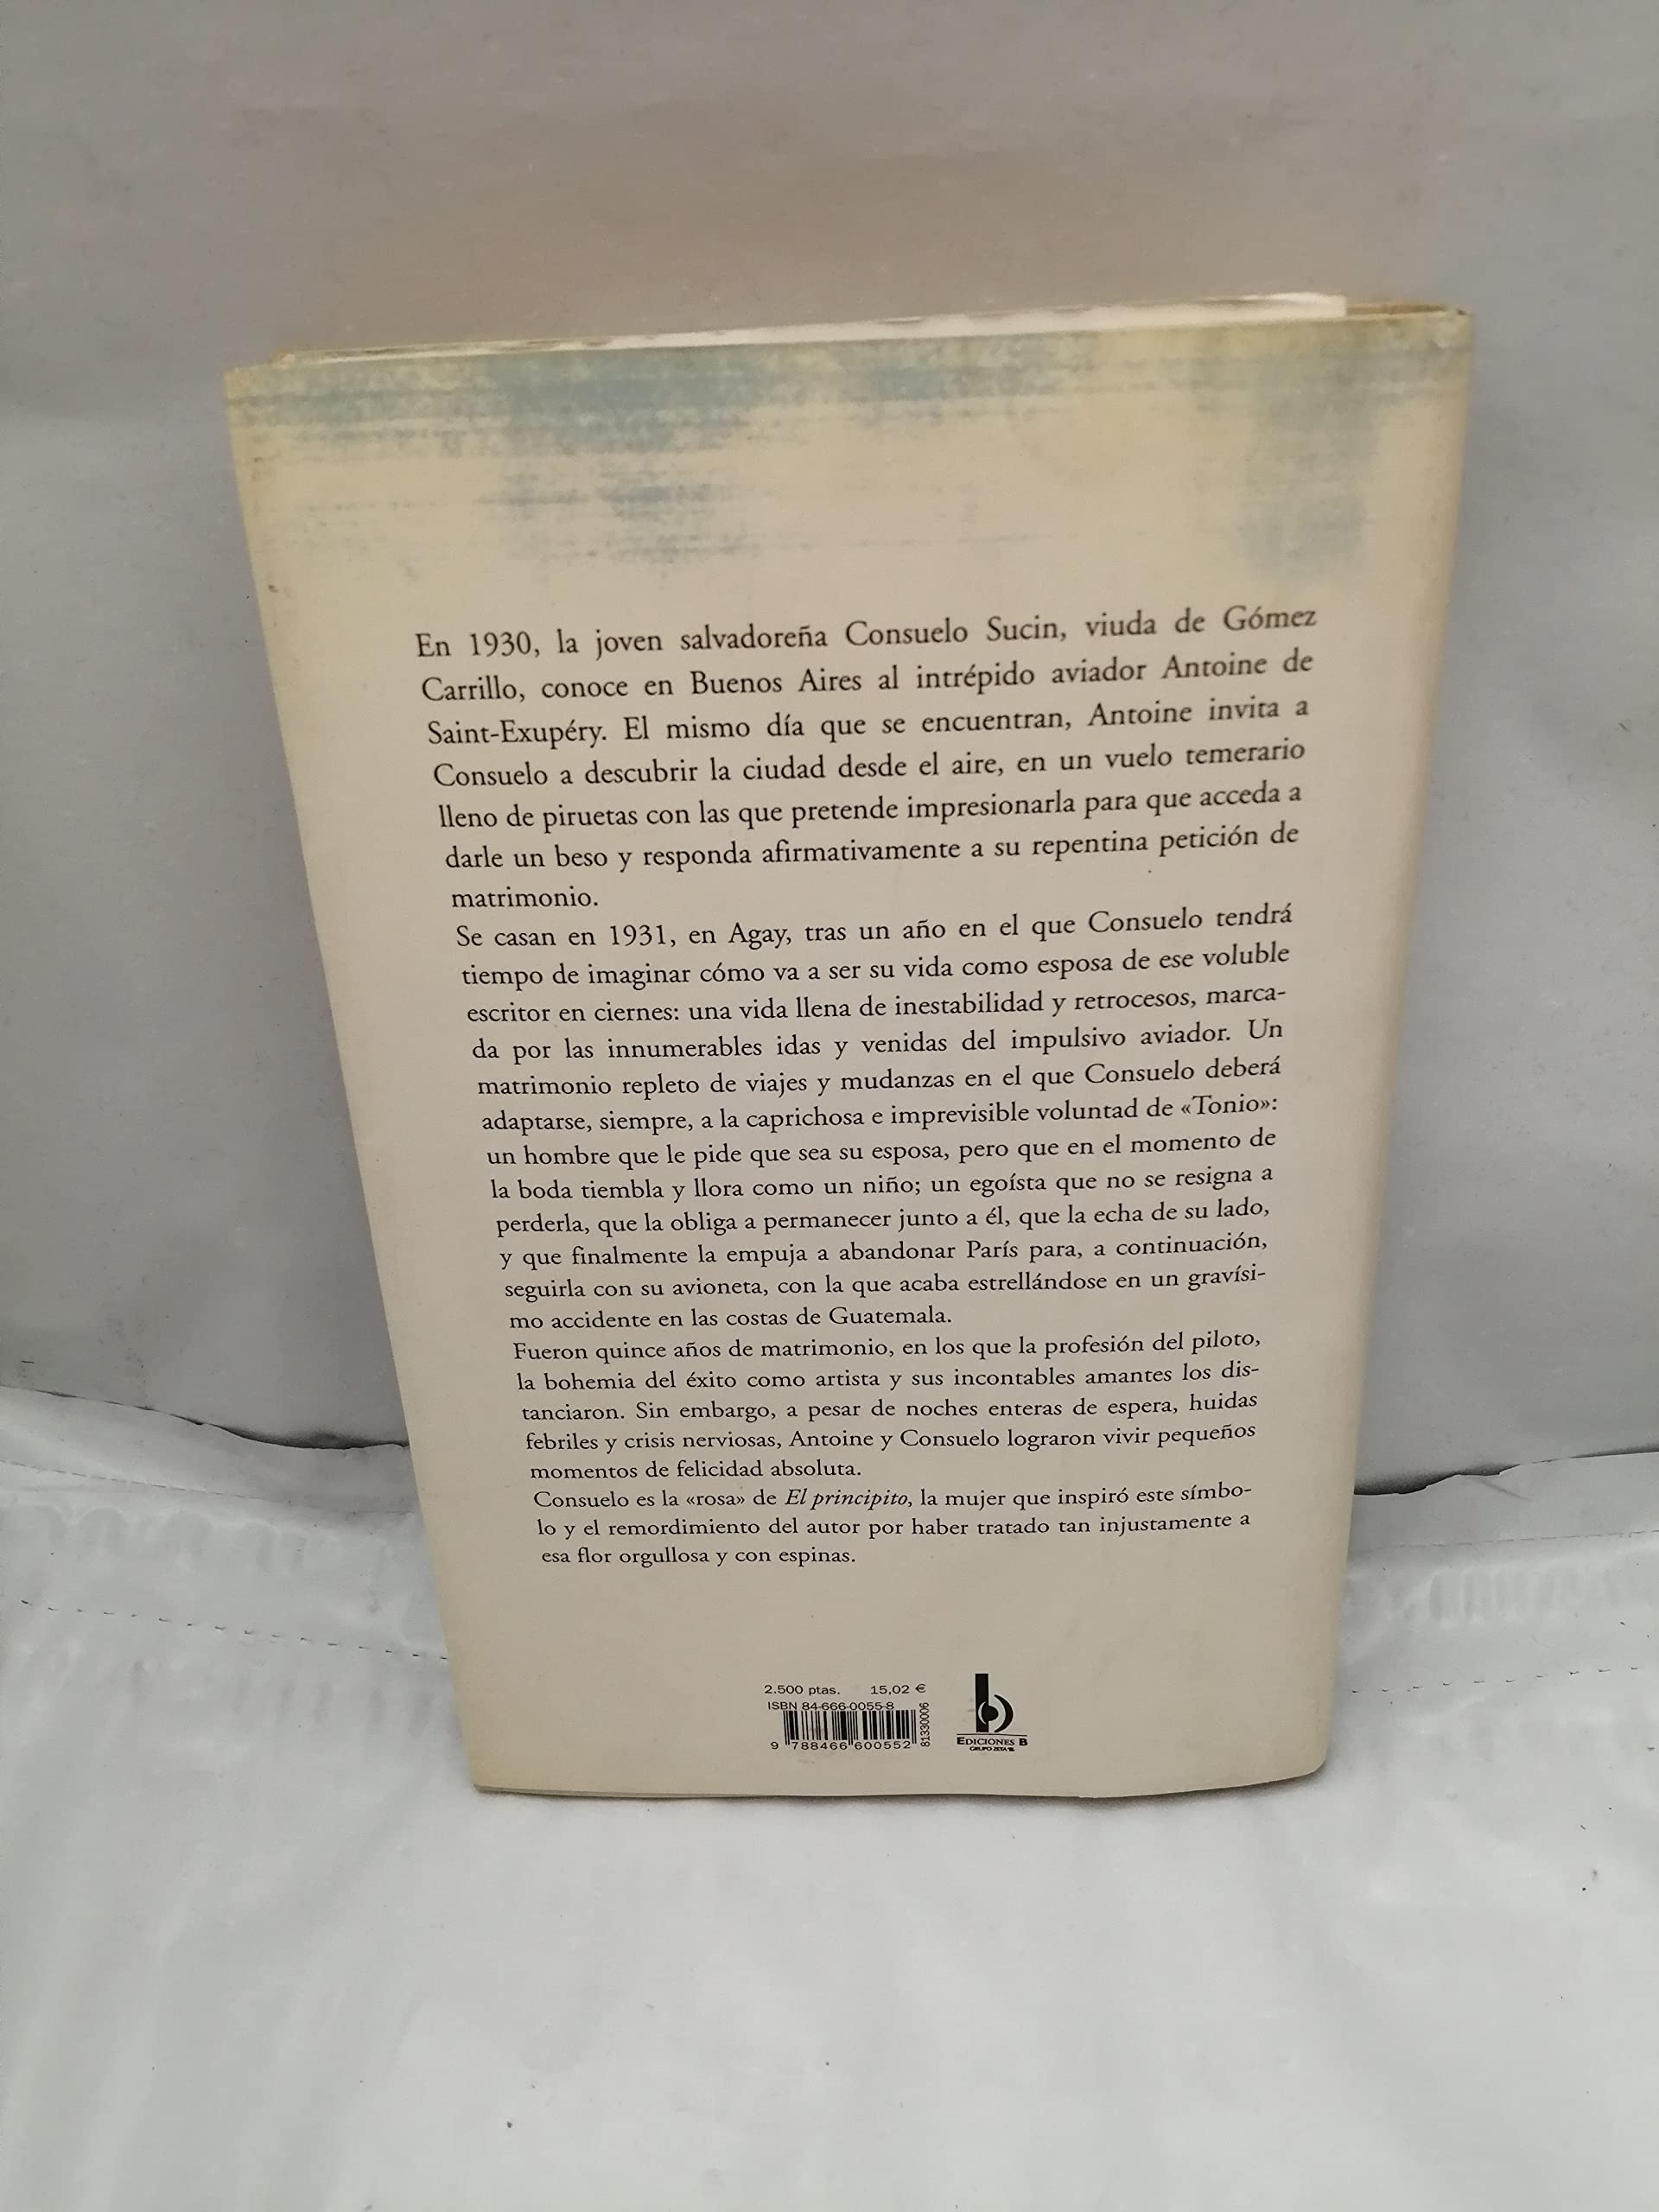 En 1930, la joven salvadoreña Consuelo Sucin, viuda de Gómez
Carrillo, conoce en Buenos Aires al intrépido aviador Antoine de
Saint-Exupéry. El mismo día que se encuentran, Antoine invita a
Consuelo a descubrir la ciudad desde el aire, en un vuelo temerario
lleno de piruetas con las que pretende impresionarla para que acceda a
darle un beso y responda afirmativamente a su repentina petición de
matrimonio.
Se casan en 1931, en Agay, tras un año en el que Consuelo tendrá
tiempo de imaginar cómo va a ser su vida como esposa de ese voluble
escritor en ciernes: una vida llena de inestabilidad y retrocesos, marca-
da por las innumerables idas y venidas del impulsivo aviador. Un
matrimonio repleto de viajes y mudanzas en el que Consuelo deberá
adaptarse, siempre, a la caprichosa e imprevisible voluntad de «Tonio»:
un hombre que le pide que sea su esposa, pero que en el momento de
la boda tiembla y llora como un niño; un egoísta que no se resigna a
perderla, que la obliga a permanecer junto a él, que la echa de su lado,
y que finalmente la empuja a abandonar París para, a continuación,
seguirla con su avioneta, con la que acaba estrellándose en un gravísi-
mo accidente en las costas de Guatemala.
Fueron quince años de matrimonio, en los que la profesión del piloto,
la bohemia del éxito como artista y sus incontables amantes los dis-
tanciaron. Sin embargo, a pesar de noches enteras de espera, huidas
febriles y crisis nerviosas, Antoine y Consuelo lograron vivir pequeños
momentos de felicidad absoluta.
Consuelo es la «rosa» de El principito, la mujer que inspiró este símbo-
lo y el remordimiento del autor por haber tratado tan injustamente a
esa flor orgullosa y con espinas.
2.500 ptas. 15,02 €
ISBN 84-666-0055-8
9 788466 600552
81330006
b
EDICIONES B
GRUPO ZETA